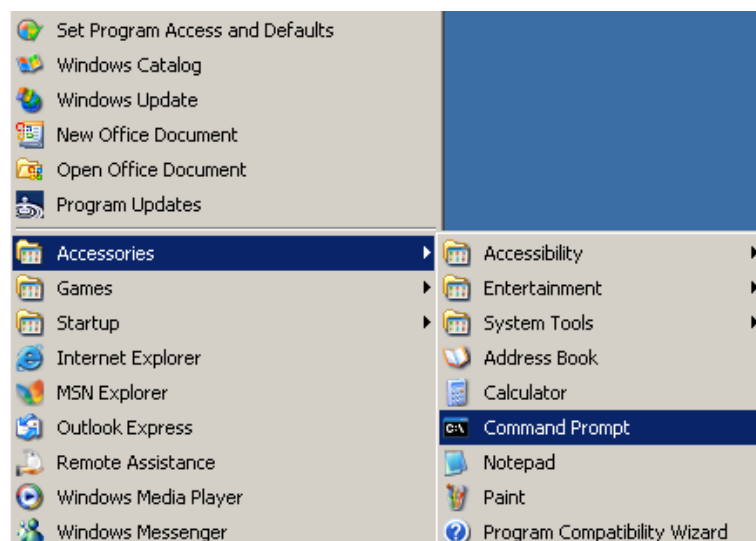 Set Program Access and Defaults
Windows Catalog
Windows Update
New Office Document
Open Office Document
Program Updates
Accessories
Games
Startup
Internet Explorer
MSN Explorer
Outlook Express
Remote Assistance
Windows Media Player
Windows Messenger
Accessibility
Entertainment
System Tools
Address Book
Calculator
C:\
Command Prompt
Notepad
Paint
Program Compatibility Wizard